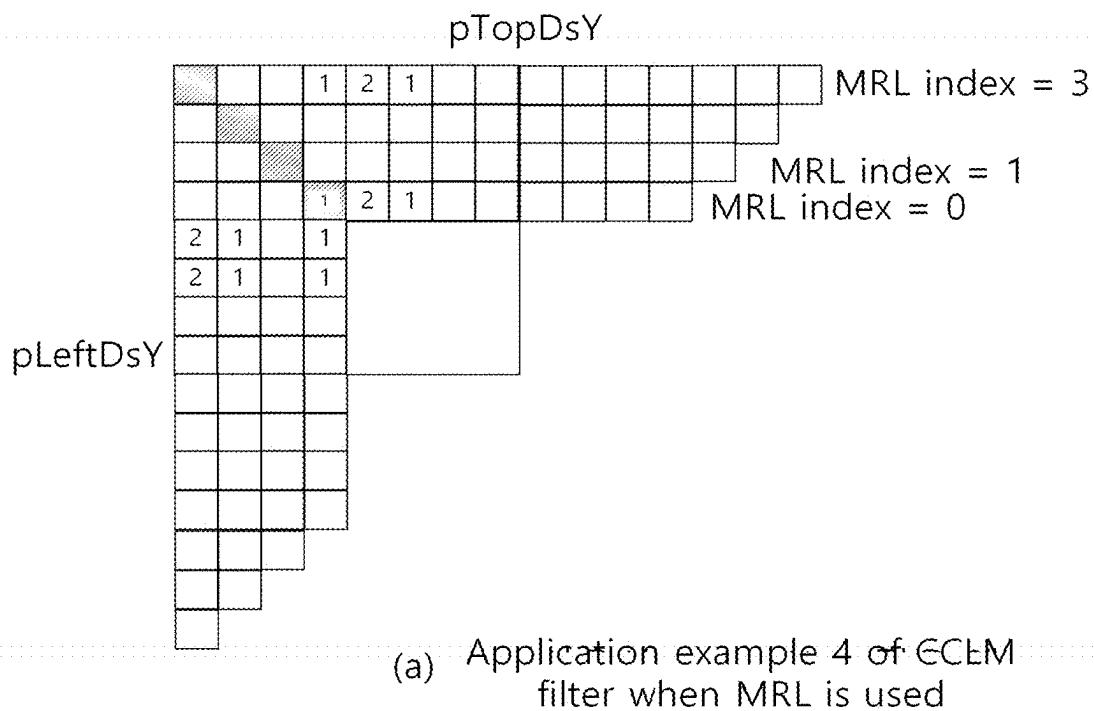 pTopDsY
1 2 1 MRL index = 3
MRL index = 1
1 2 1 MRL index = 0
2 1 1
2 1 1
pLeftDsY
(a) Application example 4 of CCLM
filter when MRL is used